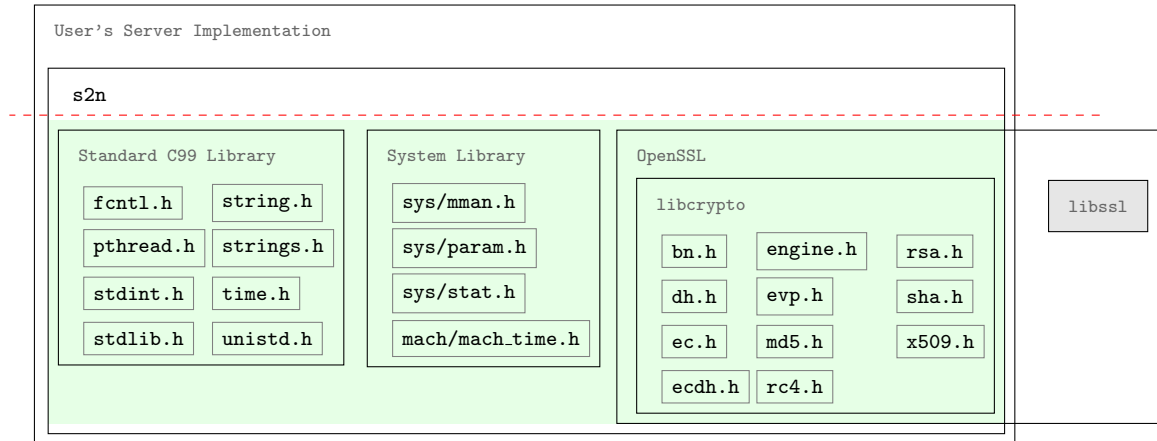 User's Server Implementation
s2n
Standard C99 Library
fcntl.h string.h
pthread.h strings.h
stdint.h time.h
stdlib.h unistd.h
System Library
sys/mman.h
sys/param.h
sys/stat.h
mach/mach_time.h
OpenSSL
libcrypto
bn.h engine.h rsa.h
dh.h evp.h sha.h
ec.h md5.h x509.h
ecdh.h rc4.h
libssl